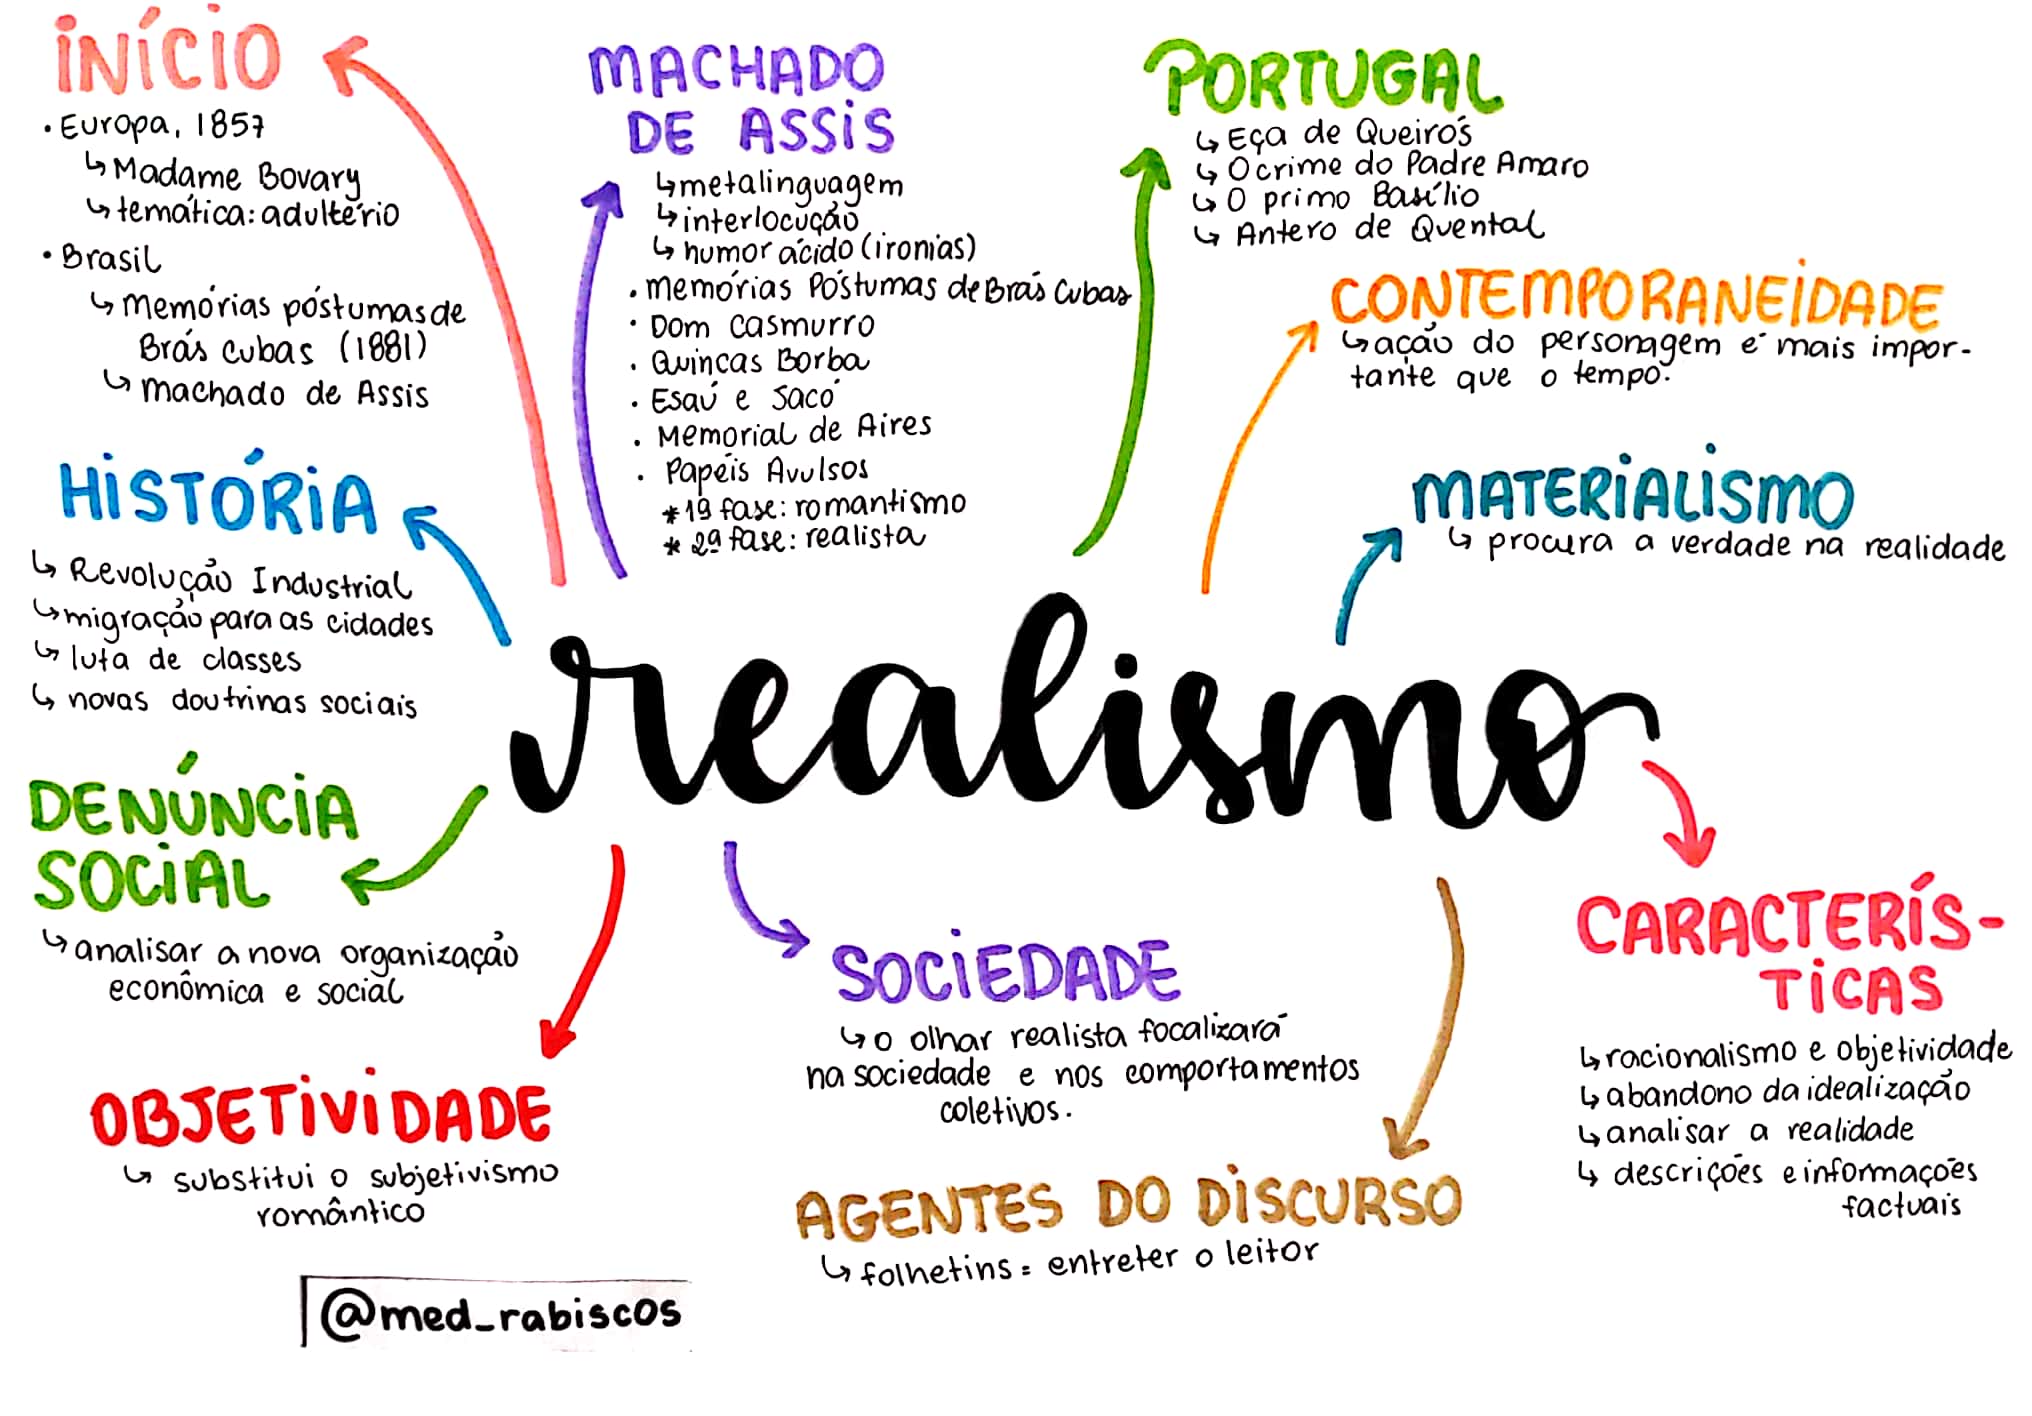 INÍCIO
• Europa, 1857
↳ Madame Bovary
↳ temática: adultério
• Brasil
↳ Memórias póstumas de
Brás Cubas (1881)
↳ Machado de Assis
HISTÓRIA
↳ Revolução Industrial
↳ migração para as cidades
↳ luta de classes
↳ novas doutrinas sociais
DENÚNCIA
SOCIAL
↳ analisar a nova organização
econômica e social
OBJETIVIDADE
↳ substitui o subjetivismo
romântico
@med_rabiscos
MACHADO
DE ASSIS
↳ metalinguagem
↳ interlocução
↳ humor ácido (ironias)
• Memórias Póstumas de Brás Cubas
• Dom Casmurro
• Quincas Borba
• Esaú e Jacó
• Memorial de Aires
• Papéis Avulsos
* 1ª fase: romantismo
* 2ª fase: realista
realismo
SOCIEDADE
↳ o olhar realista focalizará
na sociedade e nos comportamentos
coletivos.
AGENTES DO DISCURSO
↳ folhetins = entreter o leitor
PORTUGAL
↳ Eça de Queirós
↳ O crime do Padre Amaro
↳ O primo Basílio
↳ Antero de Quental
CONTEMPORANEIDADE
↳ ação do personagem é mais impor-
tante que o tempo.
MATERIALISMO
↳ procura a verdade na realidade
CARACTERÍS-
TICAS
↳ racionalismo e objetividade
↳ abandono da idealização
↳ analisar a realidade
↳ descrições e informações
factuais